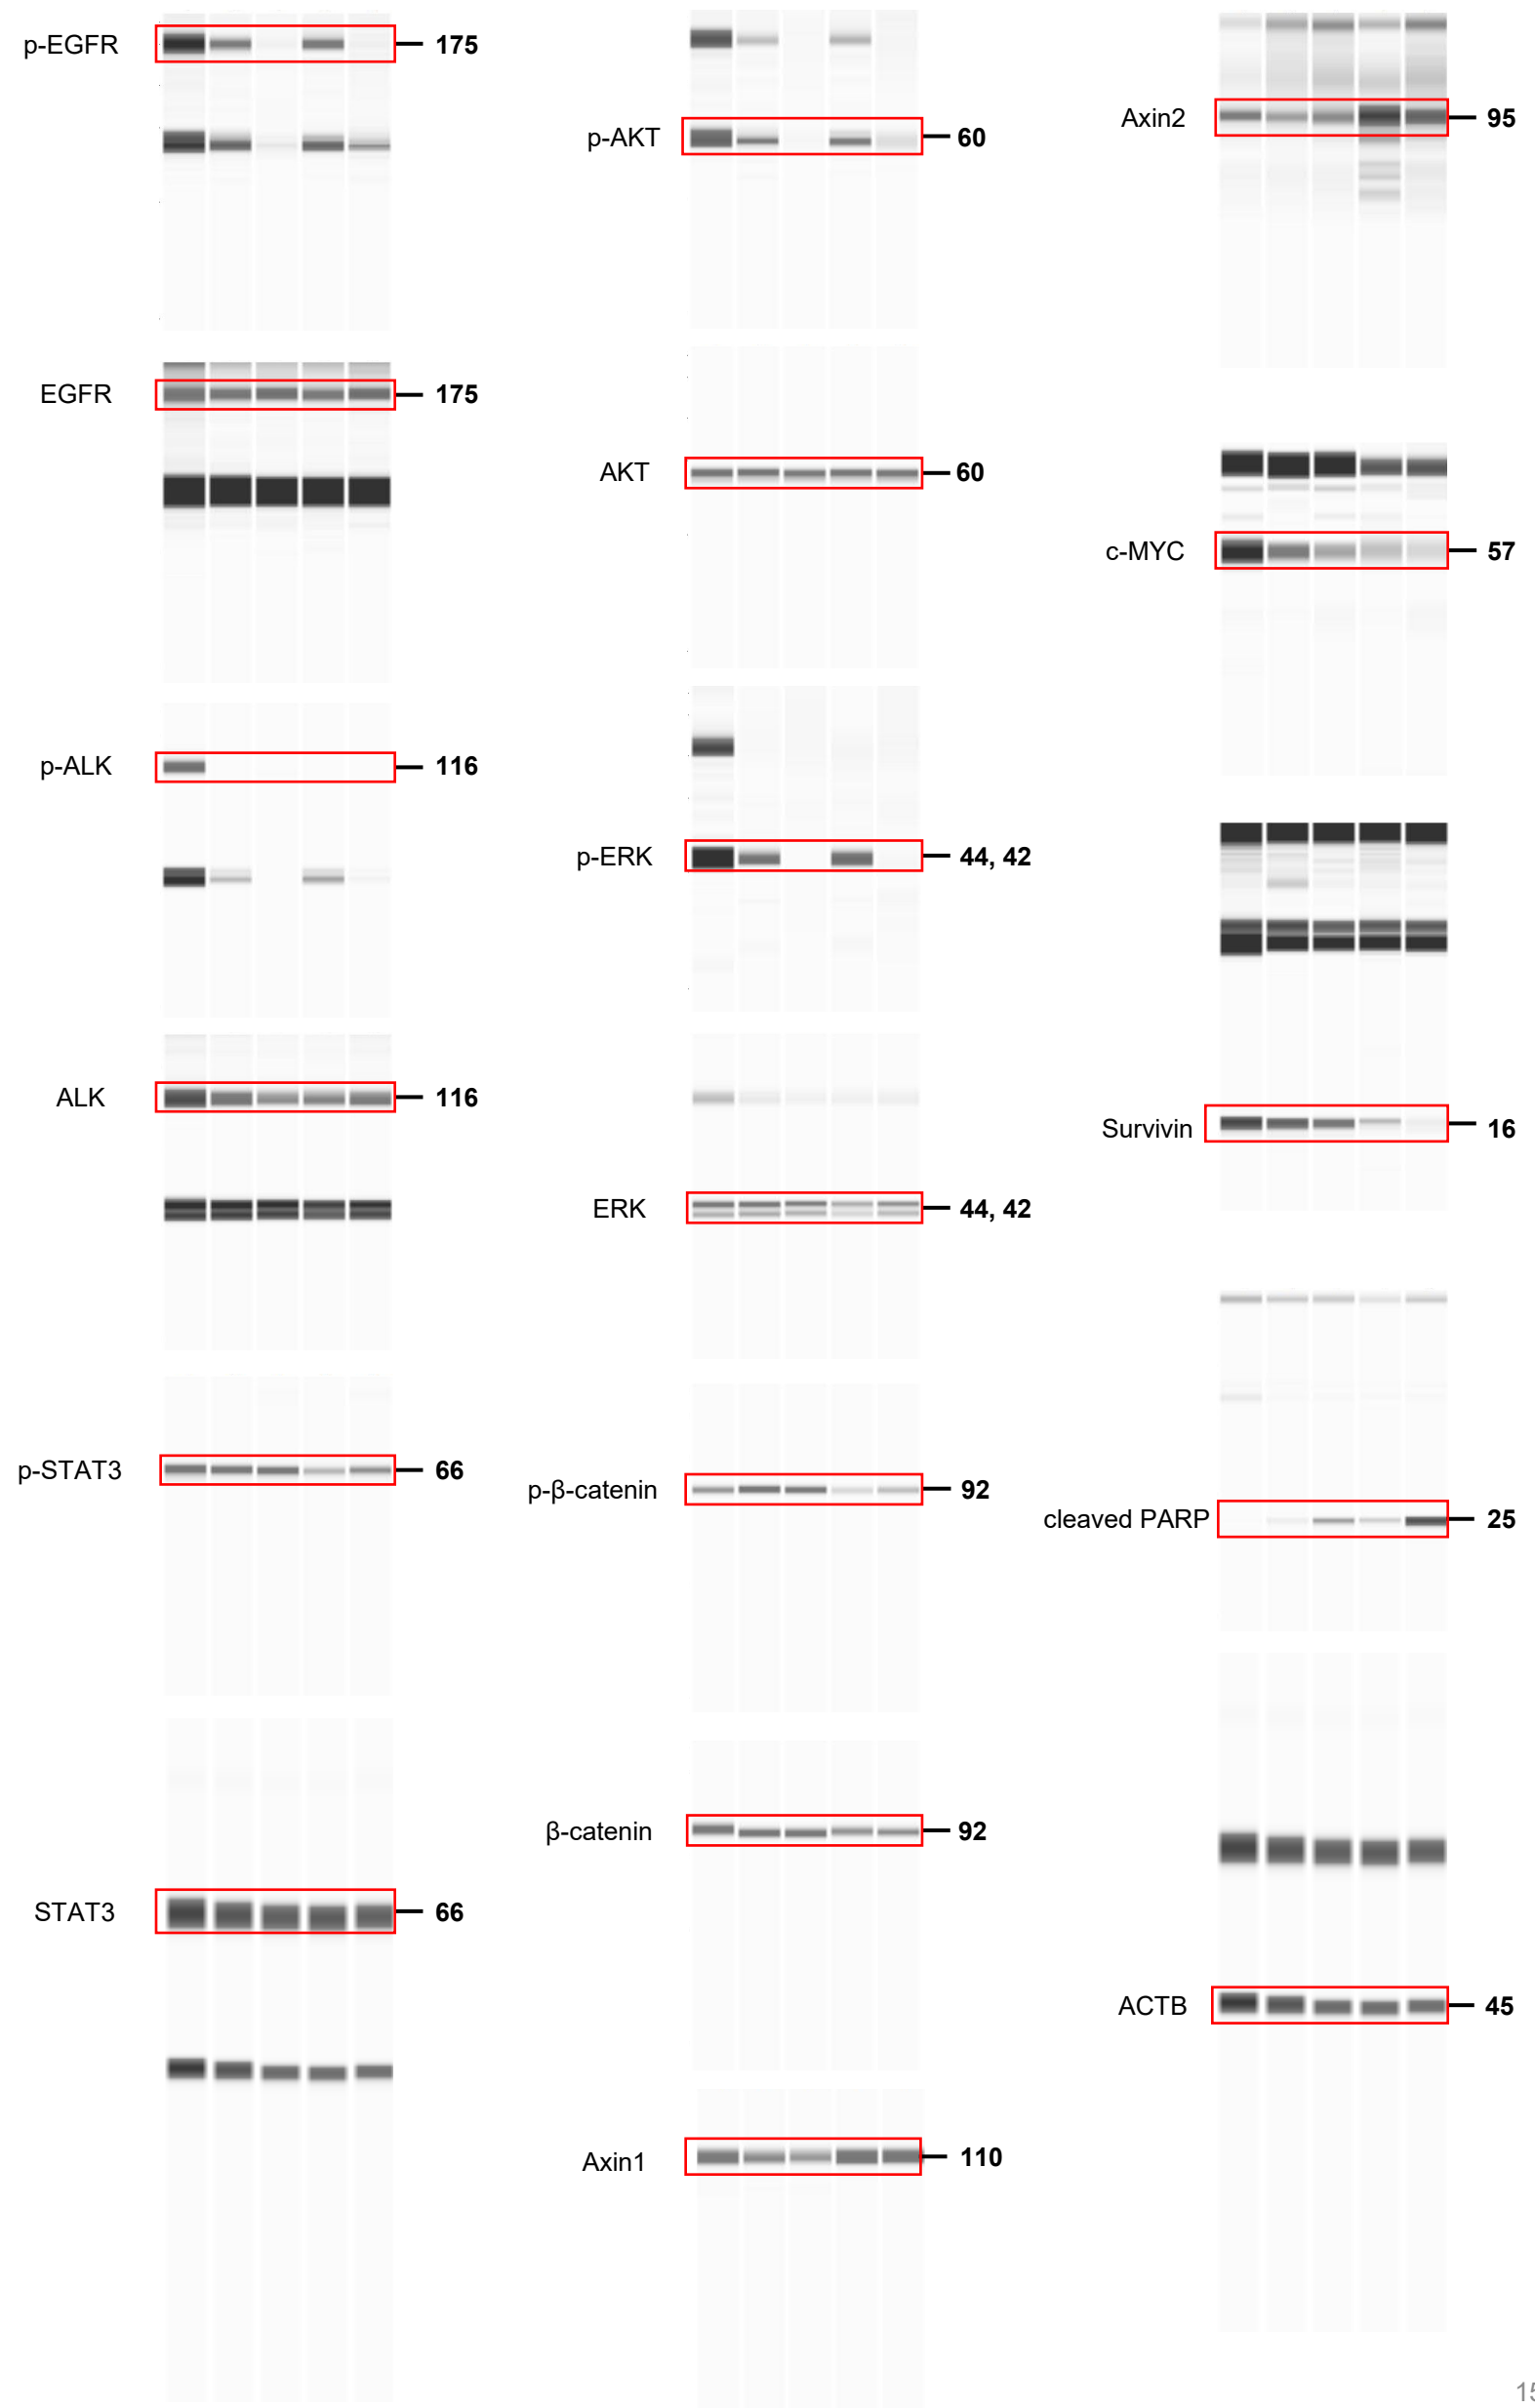 p-EGFR 175
EGFR 175
p-ALK 116
ALK 116
p-STAT3 66
STAT3 66
p-AKT 60
AKT 60
p-ERK 44, 42
ERK 44, 42
p-β-catenin 92
β-catenin 92
Axin1 110
Axin2 95
c-MYC 57
Survivin 16
cleaved PARP 25
ACTB 45